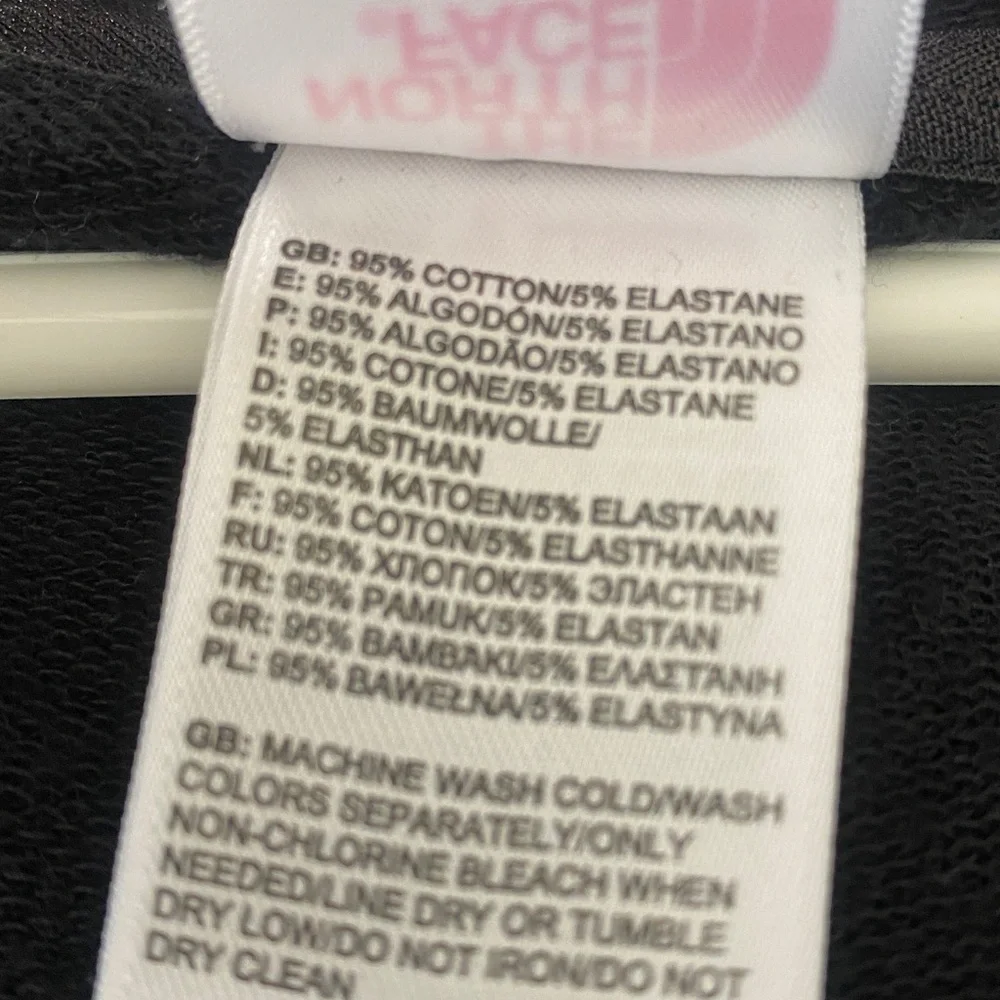 THE
NORTH
FACE.
GB: 95% COTTON/5% ELASTANE
E: 95% ALGODÓN/5% ELASTANO
P: 95% ALGODÃO/5% ELASTANO
I: 95% COTONE/5% ELASTANE
D: 95% BAUMWOLLE/
5% ELASTHAN
NL: 95% KATOEN/5% ELASTAAN
F: 95% COTON/5% ELASTHANNE
RU: 95% ХЛОПОК/5% ЭЛАСТЕН
TR: 95% PAMUK/5% ELASTAN
GR: 95% ΒΑΜΒΑΚΙ/5% ΕΛΑΣΤΑΝΗ
PL: 95% BAWEŁNA/5% ELASTYNA
GB: MACHINE WASH COLD/WASH
COLORS SEPARATELY/ONLY
NON-CHLORINE BLEACH WHEN
NEEDED/LINE DRY OR TUMBLE
DRY LOW/DO NOT IRON/DO NOT
DRY CLEAN